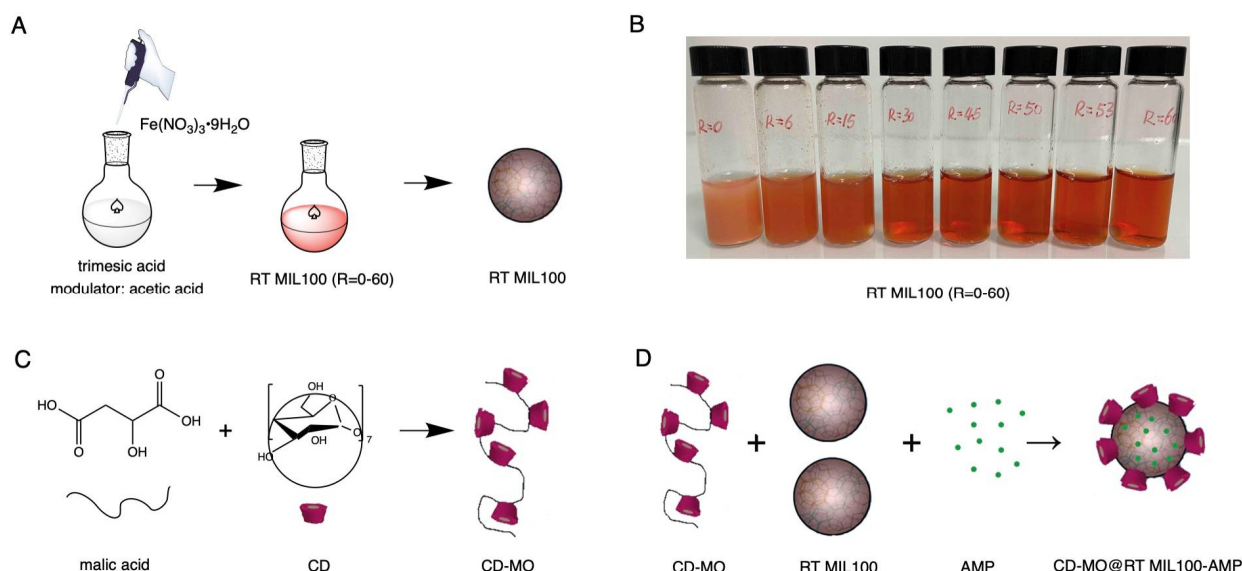 A
Fe(NO3)3•9H2O
trimesic acid
modulator: acetic acid
RT MIL100 (R=0-60)
RT MIL100
B
R=0
R=6
R=15
R=30
R=45
R=50
R=53
RT MIL100 (R=0-60)
C
O
HO
O
OH
O
OH
malic acid
+
OH
O
OH
O
HO
7
CD
CD-MO
D
+
+
CD-MO
RT MIL100
AMP
CD-MO@RT MIL100-AMP